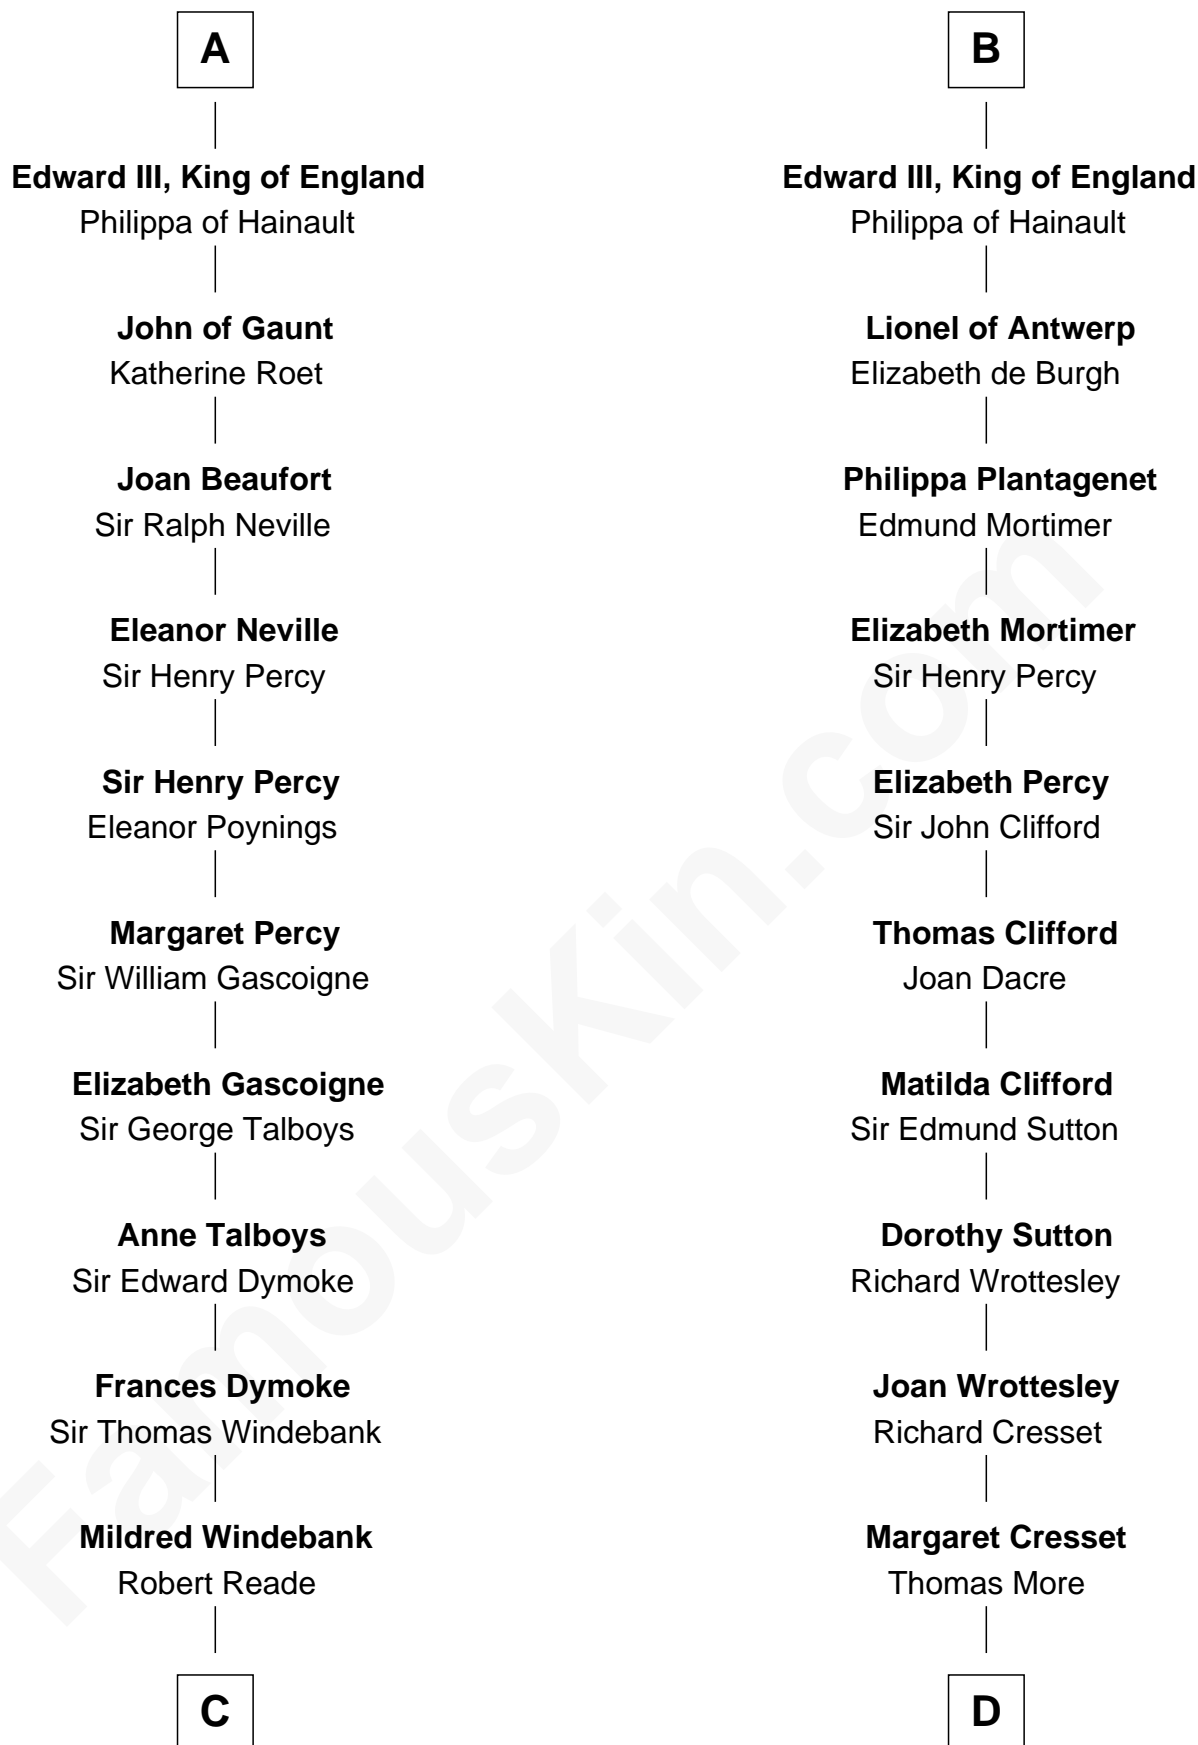 A
Edward III, King of England
Philippa of Hainault
John of Gaunt
Katherine Roet
Joan Beaufort
Sir Ralph Neville
Eleanor Neville
Sir Henry Percy
Sir Henry Percy
Eleanor Poynings
Margaret Percy
Sir William Gascoigne
Elizabeth Gascoigne
Sir George Talboys
Anne Talboys
Sir Edward Dymoke
Frances Dymoke
Sir Thomas Windebank
Mildred Windebank
Robert Reade
C
B
Edward III, King of England
Philippa of Hainault
Lionel of Antwerp
Elizabeth de Burgh
Philippa Plantagenet
Edmund Mortimer
Elizabeth Mortimer
Sir Henry Percy
Elizabeth Percy
Sir John Clifford
Thomas Clifford
Joan Dacre
Matilda Clifford
Sir Edmund Sutton
Dorothy Sutton
Richard Wrottesley
Joan Wrottesley
Richard Cresset
Margaret Cresset
Thomas More
D
FamousKin.com